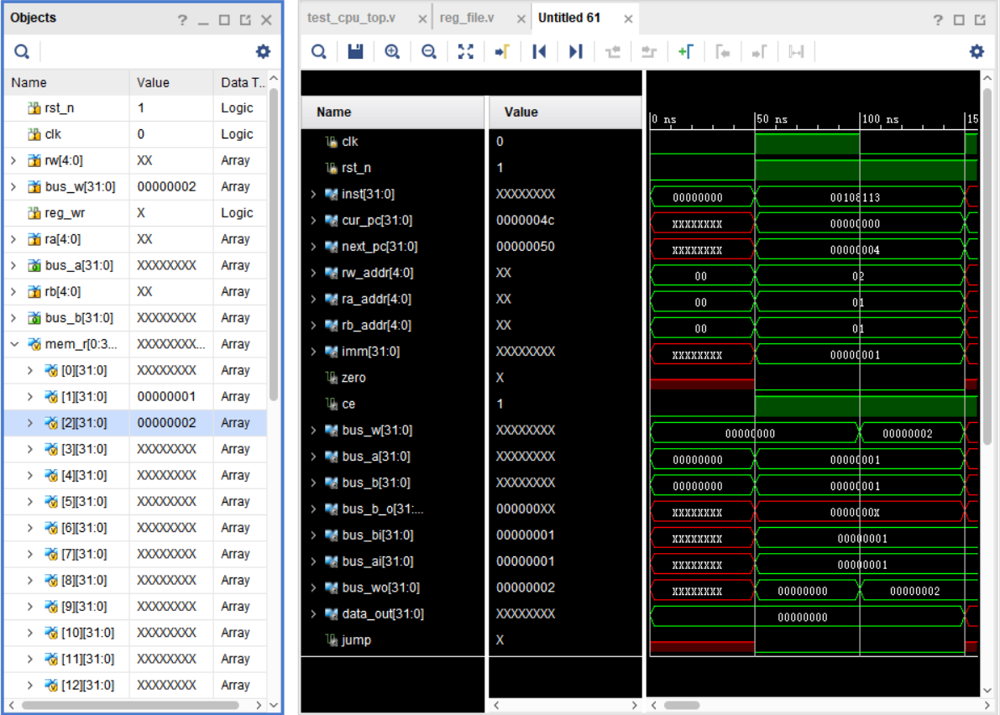 Objects
Name Value Data T...
rst_n 1 Logic
clk 0 Logic
rw[4:0] XX Array
bus_w[31:0] 00000002 Array
reg_wr X Logic
ra[4:0] XX Array
bus_a[31:0] XXXXXXXX Array
rb[4:0] XX Array
bus_b[31:0] XXXXXXXX Array
mem_r[0:3... XXXXXXXX... Array
[0][31:0] XXXXXXXX Array
[1][31:0] 00000001 Array
[2][31:0] 00000002 Array
[3][31:0] XXXXXXXX Array
[4][31:0] XXXXXXXX Array
[5][31:0] XXXXXXXX Array
[6][31:0] XXXXXXXX Array
[7][31:0] XXXXXXXX Array
[8][31:0] XXXXXXXX Array
[9][31:0] XXXXXXXX Array
[10][31:0] XXXXXXXX Array
[11][31:0] XXXXXXXX Array
[12][31:0] XXXXXXXX Array
test_cpu_top.v reg_file.v Untitled 61
Name Value
0 ns 50 ns 100 ns 15
clk 0
rst_n 1
inst[31:0] XXXXXXXX 00000000 00108113
cur_pc[31:0] 0000004c XXXXXXXX 00000000
next_pc[31:0] 00000050 XXXXXXXX 00000004
rw_addr[4:0] XX 00 02
ra_addr[4:0] XX 00 01
rb_addr[4:0] XX 00 01
imm[31:0] XXXXXXXX XXXXXXXX 00000001
zero X
ce 1
bus_w[31:0] XXXXXXXX 00000000 00000002
bus_a[31:0] XXXXXXXX 00000000 00000001
bus_b[31:0] XXXXXXXX 00000000 00000001
bus_b_o[31:... 000000XX XXXXXXXX 0000000X
bus_bi[31:0] 00000001 XXXXXXXX 00000001
bus_ai[31:0] 00000001 XXXXXXXX 00000001
bus_wo[31:0] 00000002 XXXXXXXX 00000000 00000002
data_out[31:0] XXXXXXXX 00000000
jump X